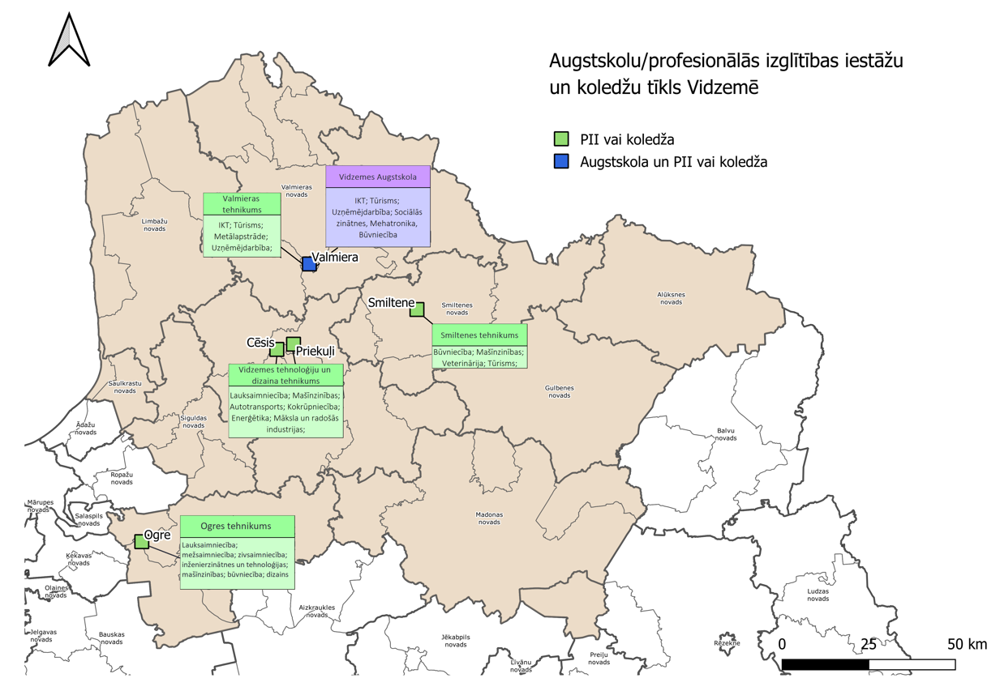 Augstskolu/profesionālās izglītības iestāžu
un koledžu tīkls Vidzemē
PII vai koledža
Augstskola un PII vai koledža
Vidzemes Augstskola
IKT; Tūrisms;
Uzņēmējdarbība; Sociālās
zinātnes, Mehatronika,
Būvniecība
Valmieras
novads
Valmieras
tehnikums
IKT; Tūrisms;
Metālapstrāde;
Uzņēmējdarbība;
Limbažu
novads
Valmiera
Smiltene
Smiltenes
novads
Alūksnes
novads
Smiltenes tehnikums
Būvniecība; Mašīnzinības;
Veterinārija; Tūrisms;
Cēsis
Priekuļi
Vidzemes tehnoloģiju un
dizaina tehnikums
Lauksaimniecība; Mašīnzinības;
Autotransports; Kokrūpniecība;
Enerģētika; Māksla un radošās
industrijas;
Saulkrastu
novads
Gulbenes
novads
Siguldas
novads
Ādažu
novads
Balvu
novads
Ropažu
novads
Mārupes
novads
Salaspils
novads
Madonas
novads
Ogre
Ogres tehnikums
Lauksaimniecība;
mežsaimniecība; zivsaimniecība;
inženierzinātnes un tehnoloģijas;
mašīnzinības; būvniecība; dizains
Ķekavas
novads
Olaines
novads
Aizkraukles
novads
Ludzas
novads
Jelgavas
novads
Bauskas
novads
Jēkabpils
novads
Rēzekne
Preiļu
novads
Līvānu
novads
0 25 50 km